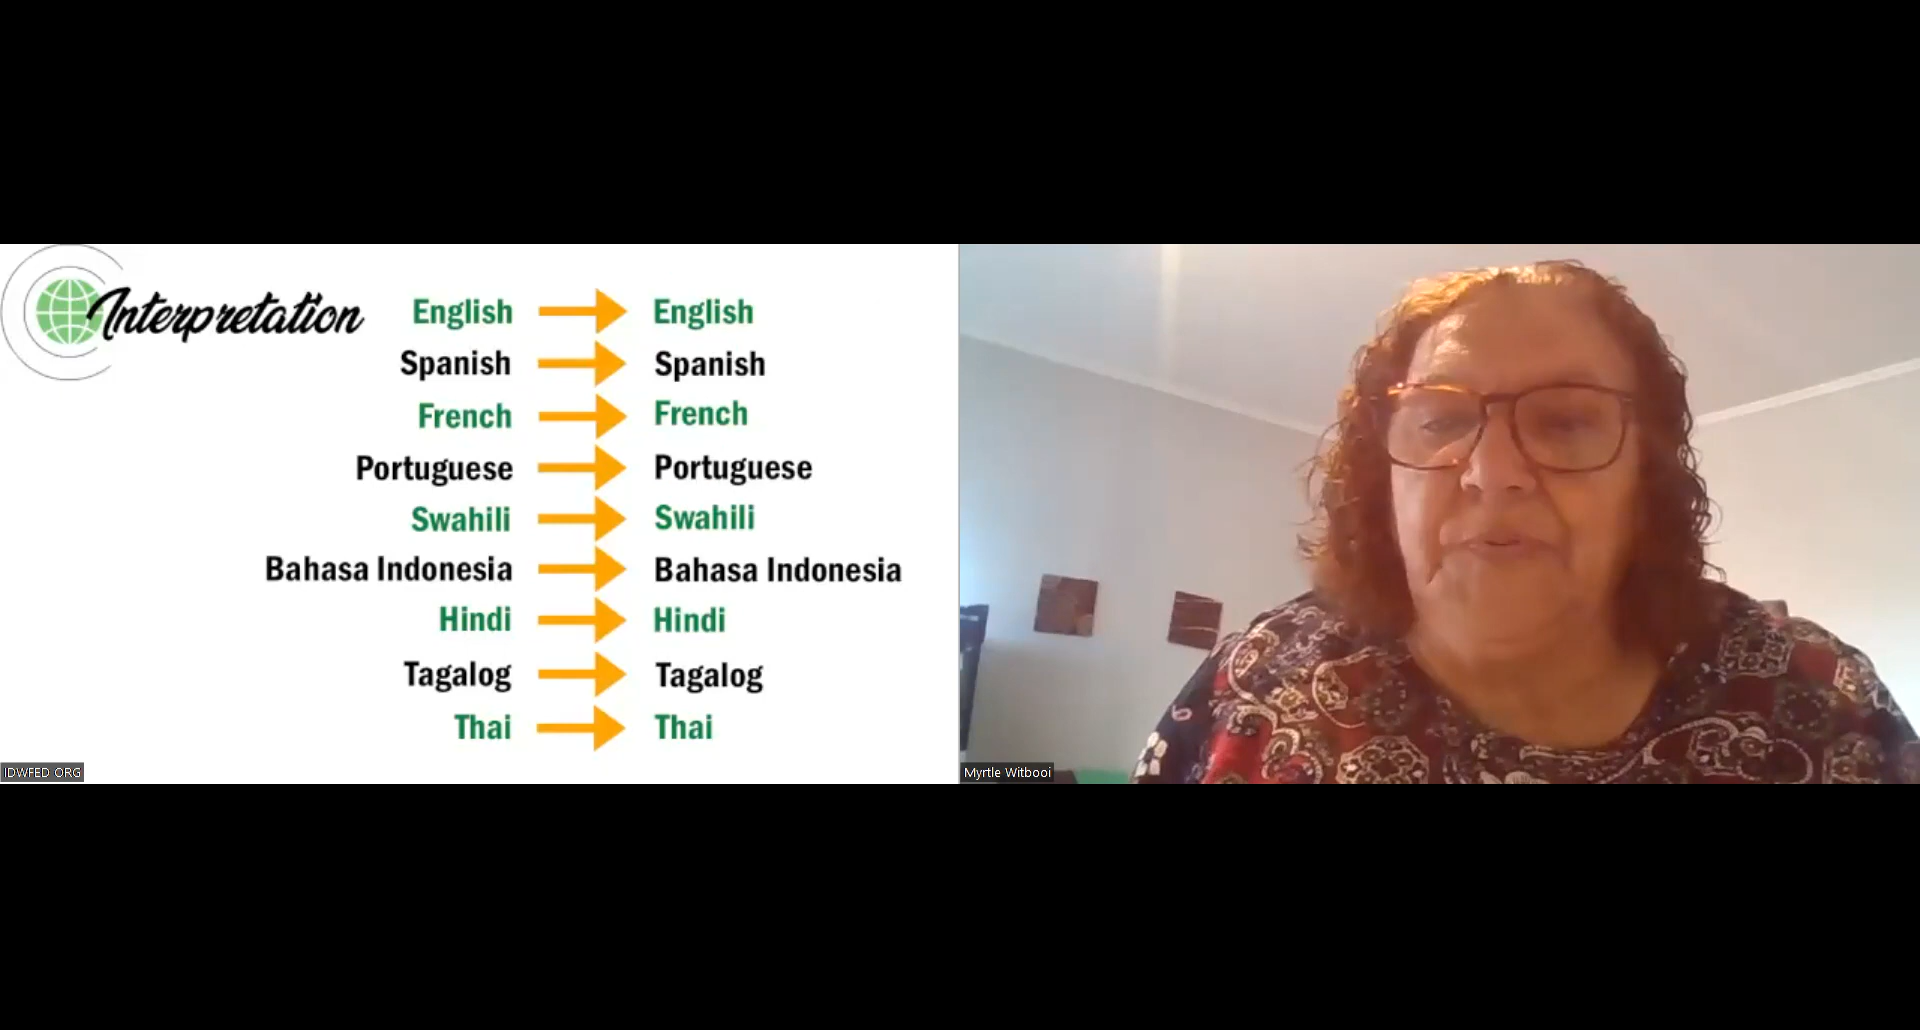 Interpretation
English → English
Spanish → Spanish
French → French
Portuguese → Portuguese
Swahili → Swahili
Bahasa Indonesia → Bahasa Indonesia
Hindi → Hindi
Tagalog → Tagalog
Thai → Thai
IDWFED ORG
Myrtle Witbooi